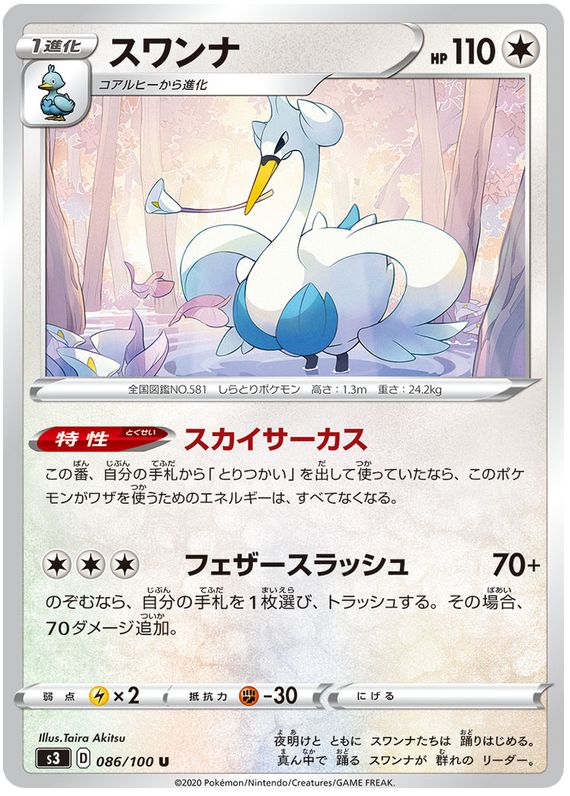 1進化
スワンナ
HP 110
コアルヒーから進化
全国図鑑NO.581 しらとりポケモン 高さ：1.3m 重さ：24.2kg
特性 とくせい
スカイサーカス
この番、自分の手札から「とりつかい」を出して使っていたなら、このポケ
モンがワザを使うためのエネルギーは、すべてなくなる。
フェザースラッシュ 70+
のぞむなら、自分の手札を1枚選び、トラッシュする。その場合、
70ダメージ追加。
弱点 ×2 抵抗力 -30 にげる
Illus.Taira Akitsu
s3 D 086/100 U
夜明けと ともに スワンナたちは 踊りはじめる。
真ん中で 踊る スワンナが 群れの リーダー。
©2020 Pokémon/Nintendo/Creatures/GAME FREAK.